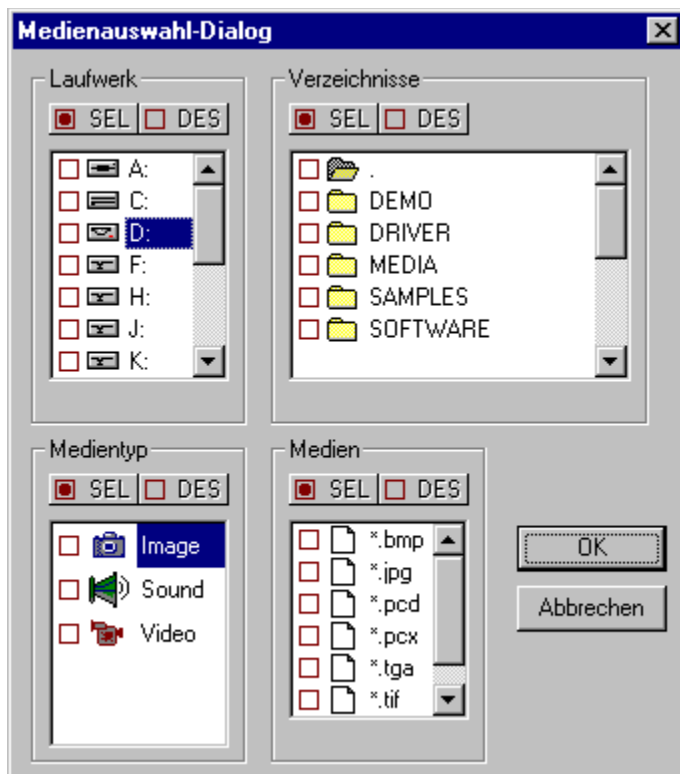 Medienauswahl-Dialog
Laufwerk
SEL DES
A:
C:
D:
F:
H:
J:
K:
Verzeichnisse
SEL DES
.
DEMO
DRIVER
MEDIA
SAMPLES
SOFTWARE
Medientyp
SEL DES
Image
Sound
Video
Medien
SEL DES
*.bmp
*.jpg
*.pcd
*.pcx
*.tga
*.tif
OK
Abbrechen